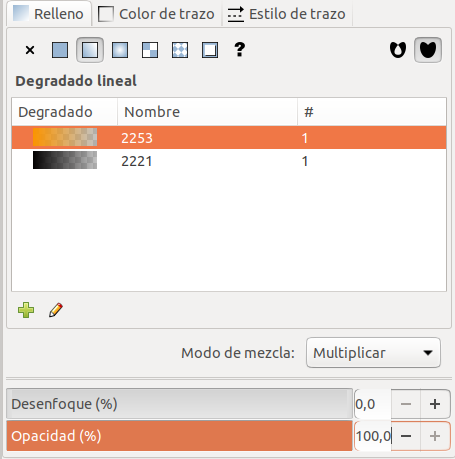 Relleno Color de trazo Estilo de trazo
?
Degradado lineal
Degradado Nombre #
2253 1
2221 1
Modo de mezcla: Multiplicar
Desenfoque (%) 0,0 − +
Opacidad (%) 100,0 − +